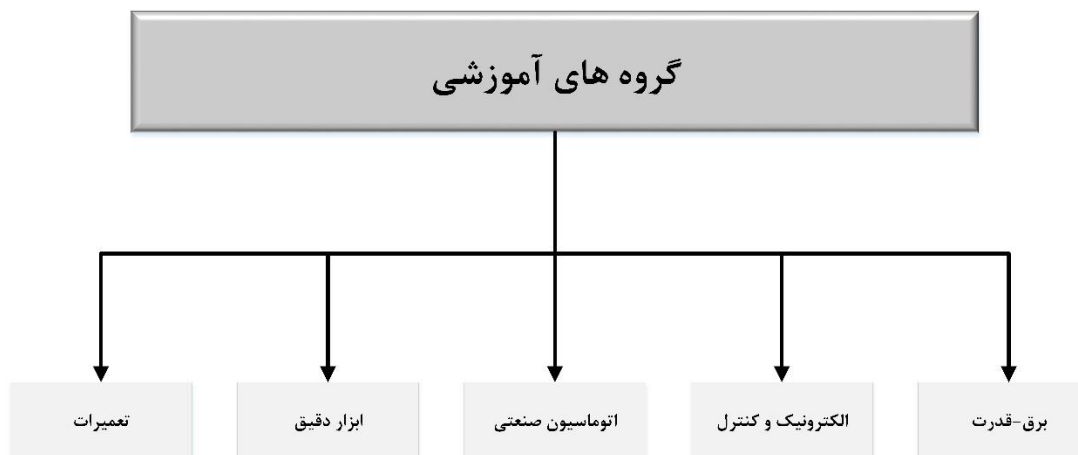 گروه های آموزشی
برق-قدرت
الکترونیک و کنترل
اتوماسیون صنعتی
ابزار دقیق
تعمیرات